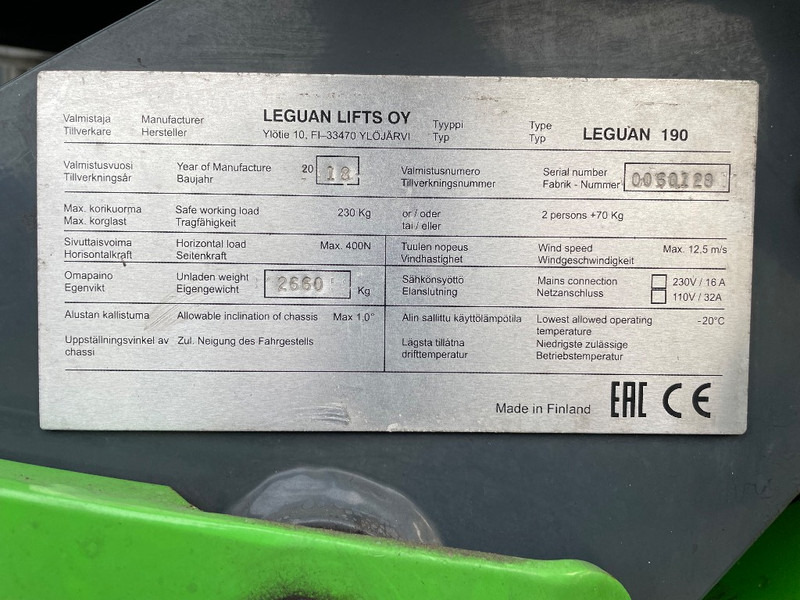 Valmistaja Manufacturer LEGUAN LIFTS OY Tyyppi Type LEGUAN 190
Tillverkare Hersteller Ylötie 10, FI–33470 YLÖJÄRVI Typ Typ
Valmistusvuosi Year of Manufacture 20 18 Valmistusnumero Serial number
Tillverkningsår Baujahr Tillverkningsnummer Fabrik - Nummer
Max. korikuorma Safe working load 230 Kg or / oder 2 persons +70 Kg
Max. korglast Tragfähigkeit tai / eller
Sivuttaisvoima Horizontal load Max. 400N Tuulen nopeus Wind speed Max. 12,5 m/s
Horisontalkraft Seitenkraft Vindhastighet Windgeschwindigkeit
Omapaino Unladen weight 2660 Kg Sähkönsyöttö Mains connection 230V / 16 A
Egenvikt Eigengewicht Elanslutning Netzanschluss 110V / 32A
Alustan kallistuma Allowable inclination of chassis Max 1,0° Alin sallittu käyttölämpötila Lowest allowed operating -20°C
temperature
Uppställningsvinkel av Zul. Neigung des Fahrgestells Lägsta tillåtna Niedrigste zulässige
chassi drifttemperatur Betriebstemperatur
Made in Finland EAC CE